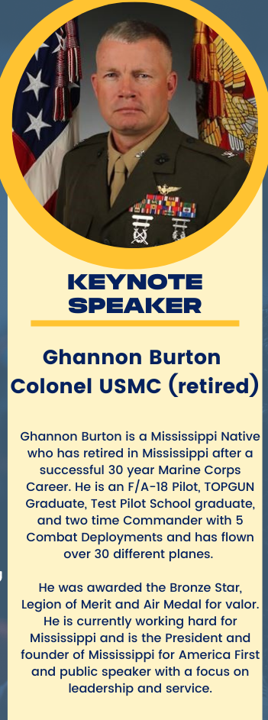 KEYNOTE
SPEAKER
Ghannon Burton
Colonel USMC (retired)
Ghannon Burton is a Mississippi Native
who has retired in Mississippi after a
successful 30 year Marine Corps
Career. He is an F/A-18 Pilot, TOPGUN
Graduate, Test Pilot School graduate,
and two time Commander with 5
Combat Deployments and has flown
over 30 different planes.
He was awarded the Bronze Star,
Legion of Merit and Air Medal for valor.
He is currently working hard for
Mississippi and is the President and
founder of Mississippi for America First
and public speaker with a focus on
leadership and service.